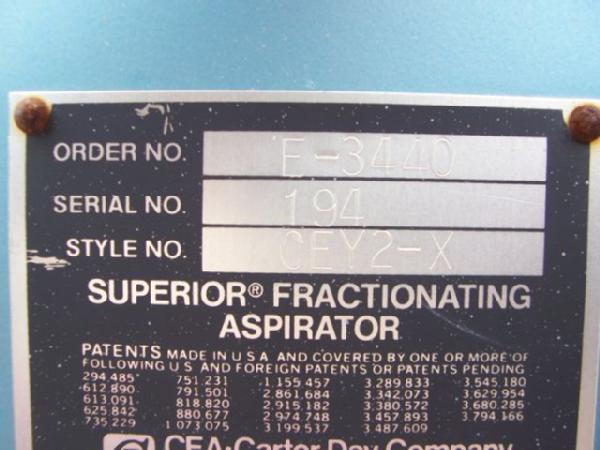 ORDER NO. E-3440
SERIAL NO. 194
STYLE NO. CEY2-X
SUPERIOR® FRACTIONATING
ASPIRATOR
PATENTS MADE IN U S A AND COVERED BY ONE OR MORE OF
FOLLOWING U S AND FOREIGN PATENTS OR PATENTS PENDING
294.485 751.231 1.155.457 3.289.833 3.545.180
612.890 791.501 2.861.684 3.342.073 3.629.954
613.091 818.820 2.915.182 3.380.572 3.680.285
625.842 880.677 2.974.748 3.457.893 3.794.166
735.229 1 073.075 3.199.537 3.487.609
CEA·Carter-Day Company